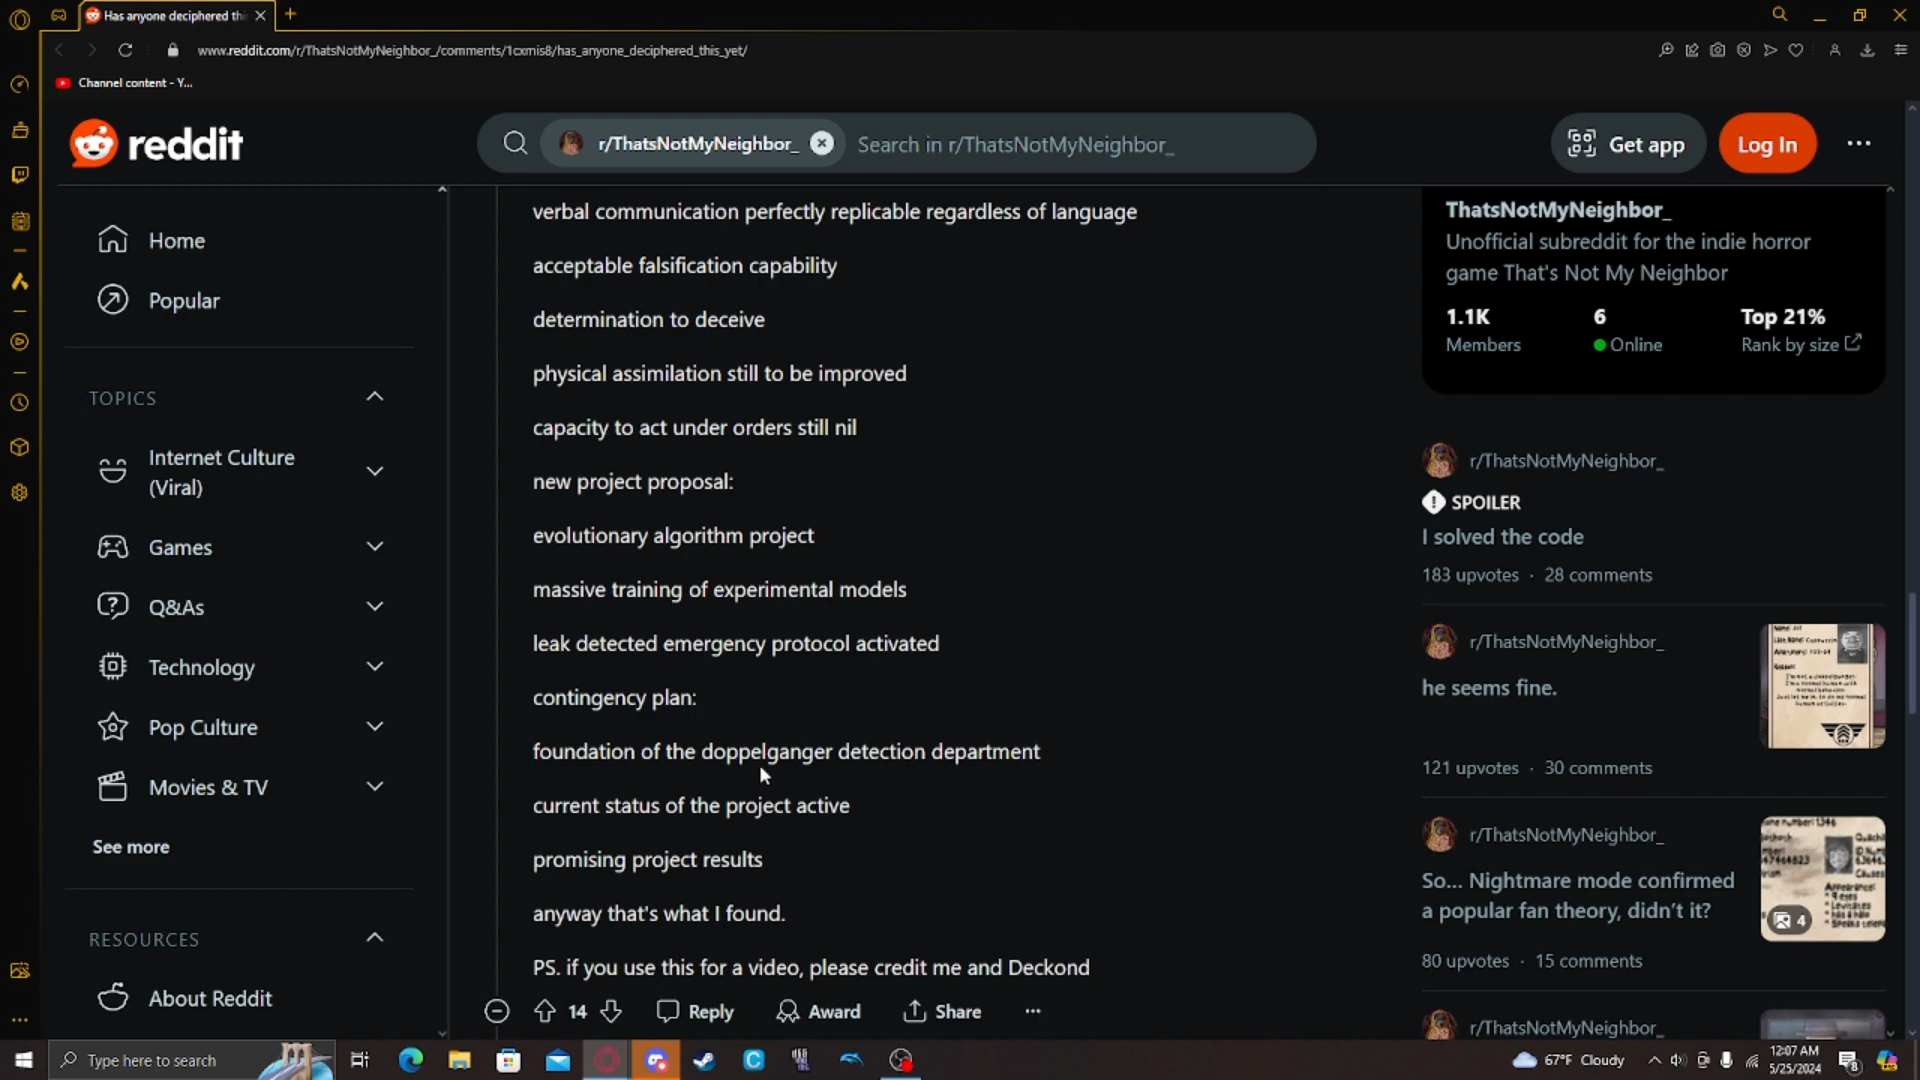 Has anyone deciphered thi
www.reddit.com/r/ThatsNotMyNeighbor_/comments/1cxmis8/has_anyone_deciphered_this_yet/
Channel content - Y...
reddit
r/ThatsNotMyNeighbor_
Search in r/ThatsNotMyNeighbor_
Get app
Log In
Home
Popular
TOPICS
Internet Culture
(Viral)
Games
Q&As
Technology
Pop Culture
Movies & TV
See more
RESOURCES
About Reddit
verbal communication perfectly replicable regardless of language
acceptable falsification capability
determination to deceive
physical assimilation still to be improved
capacity to act under orders still nil
new project proposal:
evolutionary algorithm project
massive training of experimental models
leak detected emergency protocol activated
contingency plan:
foundation of the doppelganger detection department
current status of the project active
promising project results
anyway that's what I found.
PS. if you use this for a video, please credit me and Deckond
14
Reply
Award
Share
ThatsNotMyNeighbor_
Unofficial subreddit for the indie horror
game That's Not My Neighbor
1.1K 6 Top 21%
Members Online Rank by size
r/ThatsNotMyNeighbor_
SPOILER
I solved the code
183 upvotes · 28 comments
r/ThatsNotMyNeighbor_
he seems fine.
121 upvotes · 30 comments
r/ThatsNotMyNeighbor_
So... Nightmare mode confirmed
a popular fan theory, didn't it?
4
80 upvotes · 15 comments
r/ThatsNotMyNeighbor_
Type here to search
67°F Cloudy
12:07 AM
5/25/2024
8